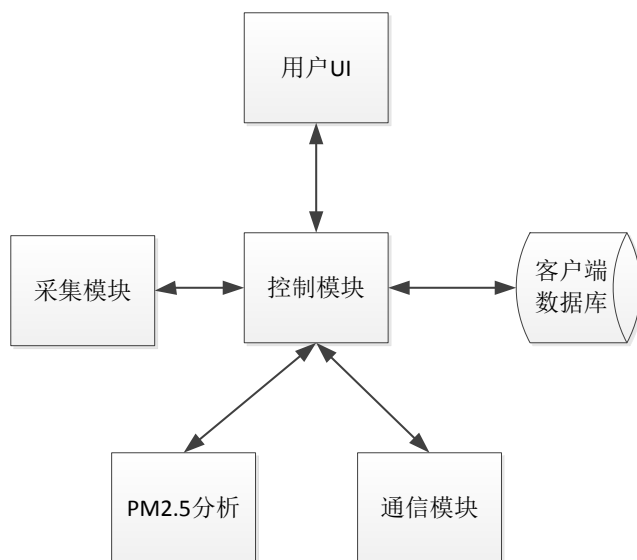 用户UI
采集模块
控制模块
客户端
数据库
PM2.5分析
通信模块